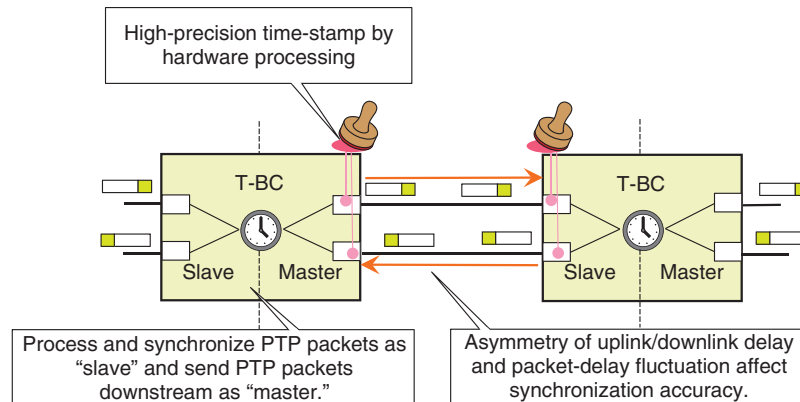 High-precision time-stamp by
hardware processing
T-BC
T-BC
Slave
Master
Slave
Master
Process and synchronize PTP packets as
“slave” and send PTP packets
downstream as “master.”
Asymmetry of uplink/downlink delay
and packet-delay fluctuation affect
synchronization accuracy.